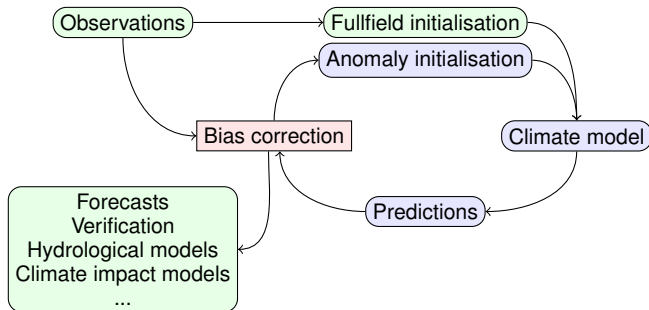 Observations
Fullfield initialisation
Anomaly initialisation
Bias correction
Climate model
Predictions
Forecasts
Verification
Hydrological models
Climate impact models
...